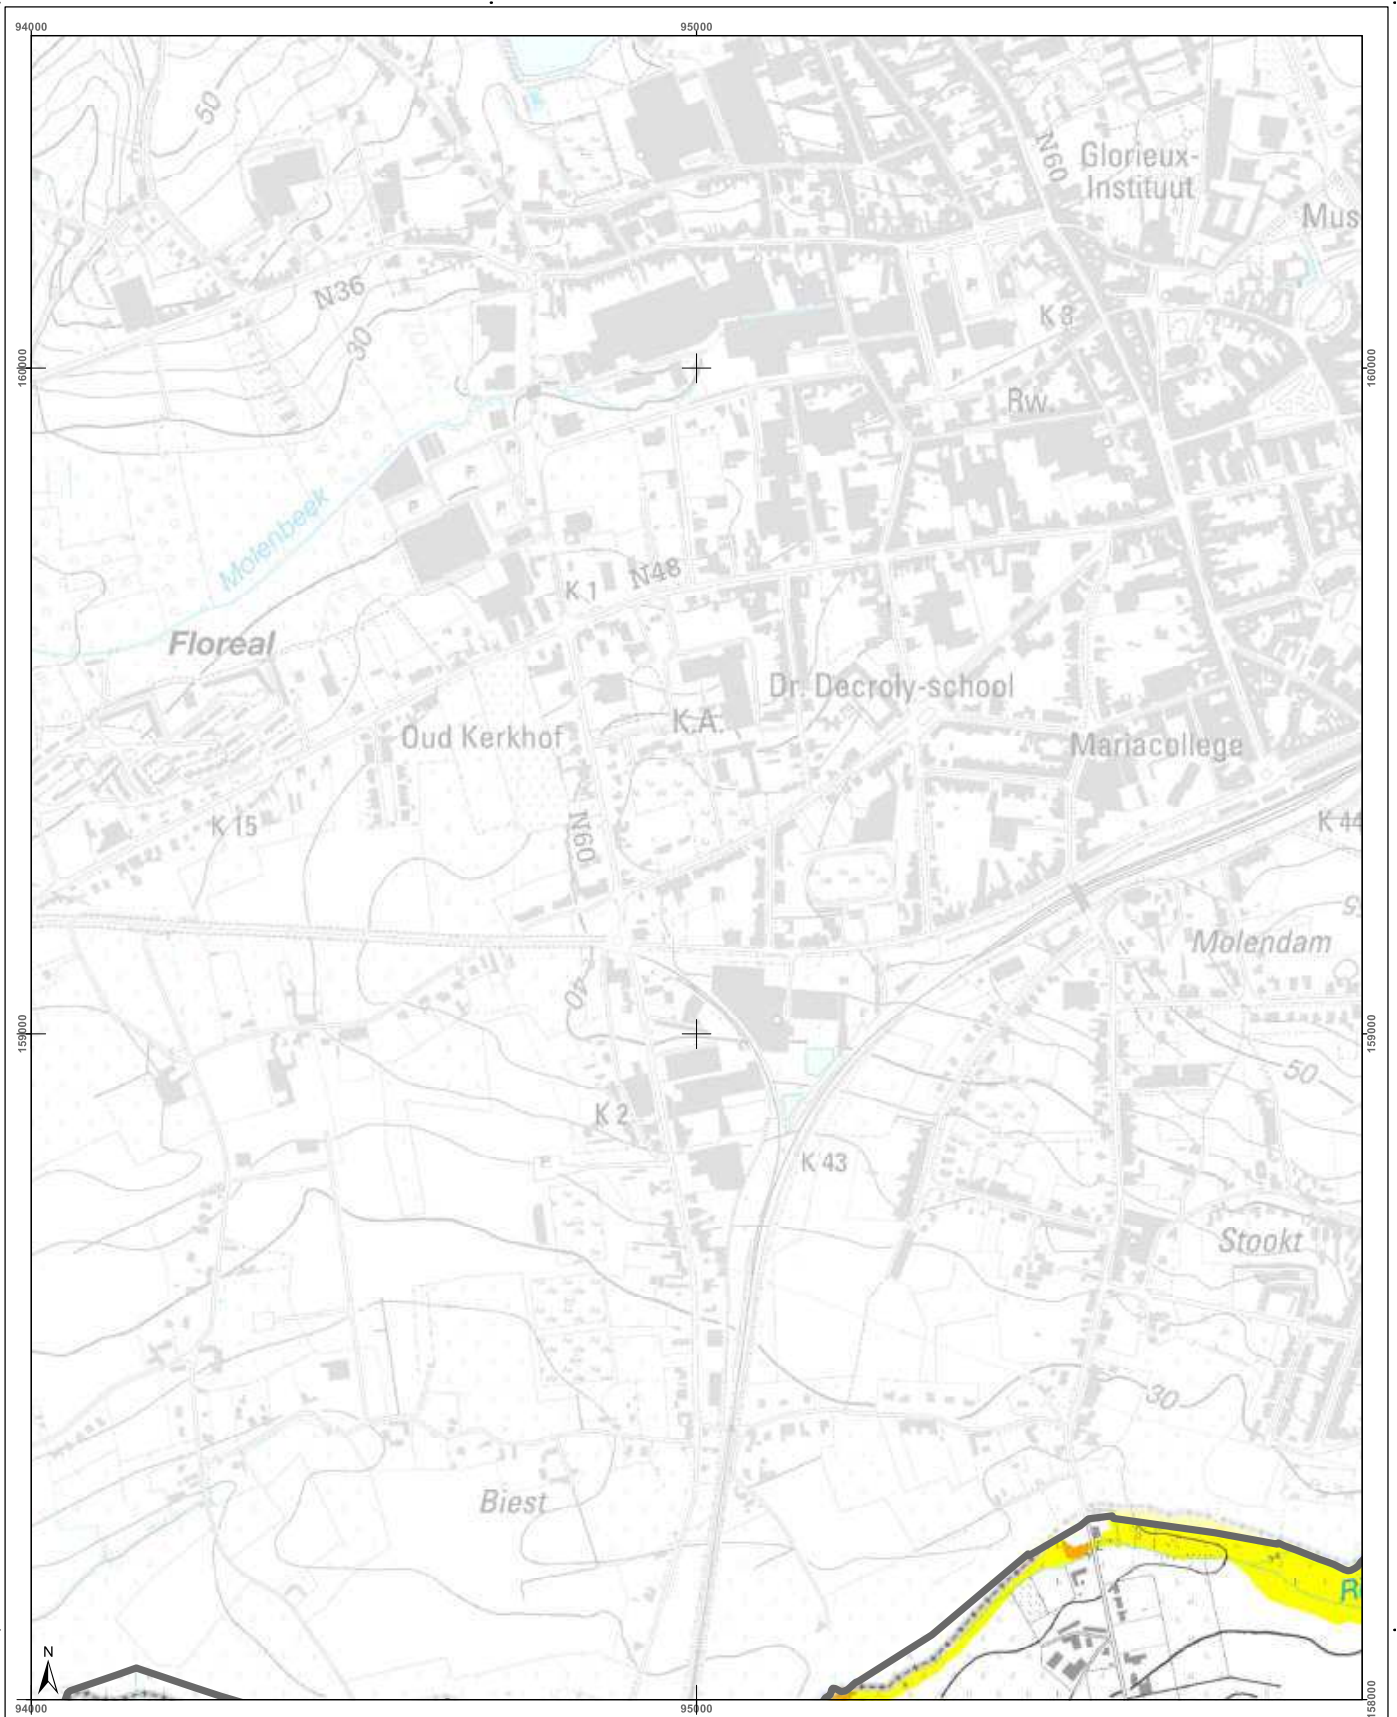 94000
95000
50
N60
Glorieux-
Instituut
Mus
N36
30
K 3
160000
160000
P
P
Rw.
P
P
P
P
Molenbeek
K 1
N48
Floreal
Dr. Decroly-school
K.A.
Oud Kerkhof
Mariacollege
K 15
N60
K 44
Molendam
40
159000
159000
50
K 2
K 43
Stookt
30
Biest
N
94000
95000
158000